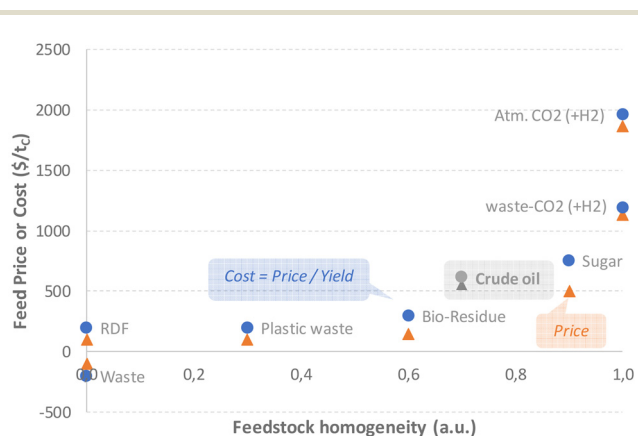 2500
2000
1500
1000
500
0
-500
Feed Price or Cost ($/tC)
Atm. CO2 (+H2)
waste-CO2 (+H2)
Cost = Price / Yield
Crude oil
Sugar
Bio-Residue
Price
RDF
Plastic waste
Waste
0,0 0,2 0,4 0,6 0,8 1,0
Feedstock homogeneity (a.u.)